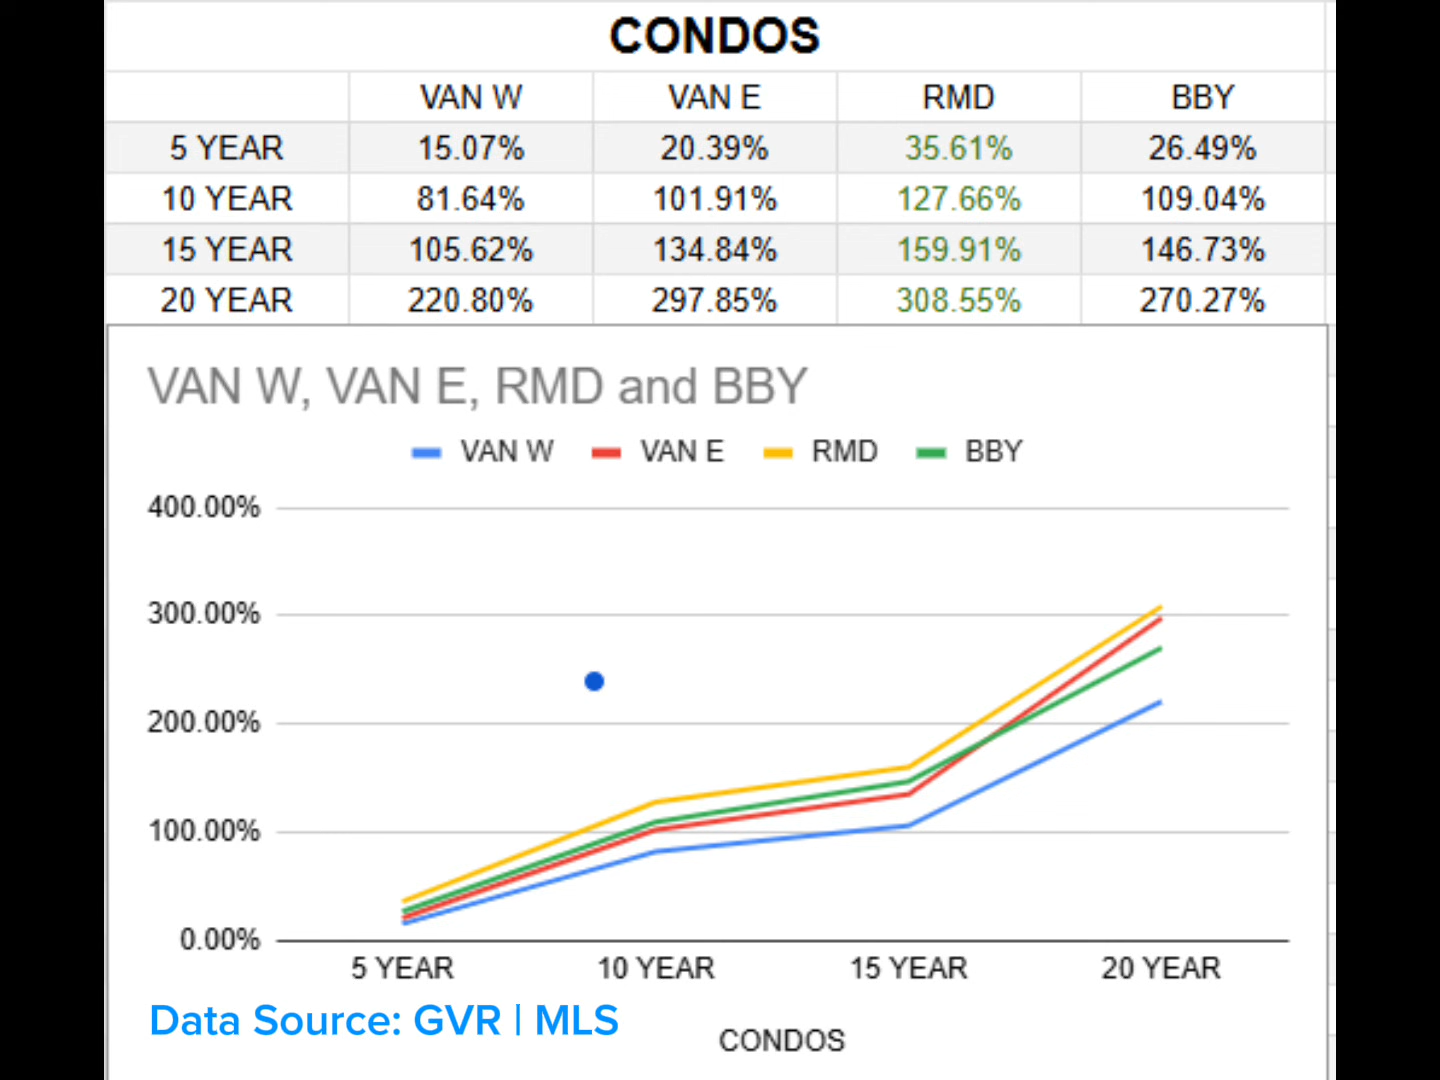 CONDOS
VAN W VAN E RMD BBY
5 YEAR 15.07% 20.39% 35.61% 26.49%
10 YEAR 81.64% 101.91% 127.66% 109.04%
15 YEAR 105.62% 134.84% 159.91% 146.73%
20 YEAR 220.80% 297.85% 308.55% 270.27%
VAN W, VAN E, RMD and BBY
VAN W VAN E RMD BBY
400.00%
300.00%
200.00%
100.00%
0.00%
5 YEAR 10 YEAR 15 YEAR 20 YEAR
Data Source: GVR | MLS
CONDOS